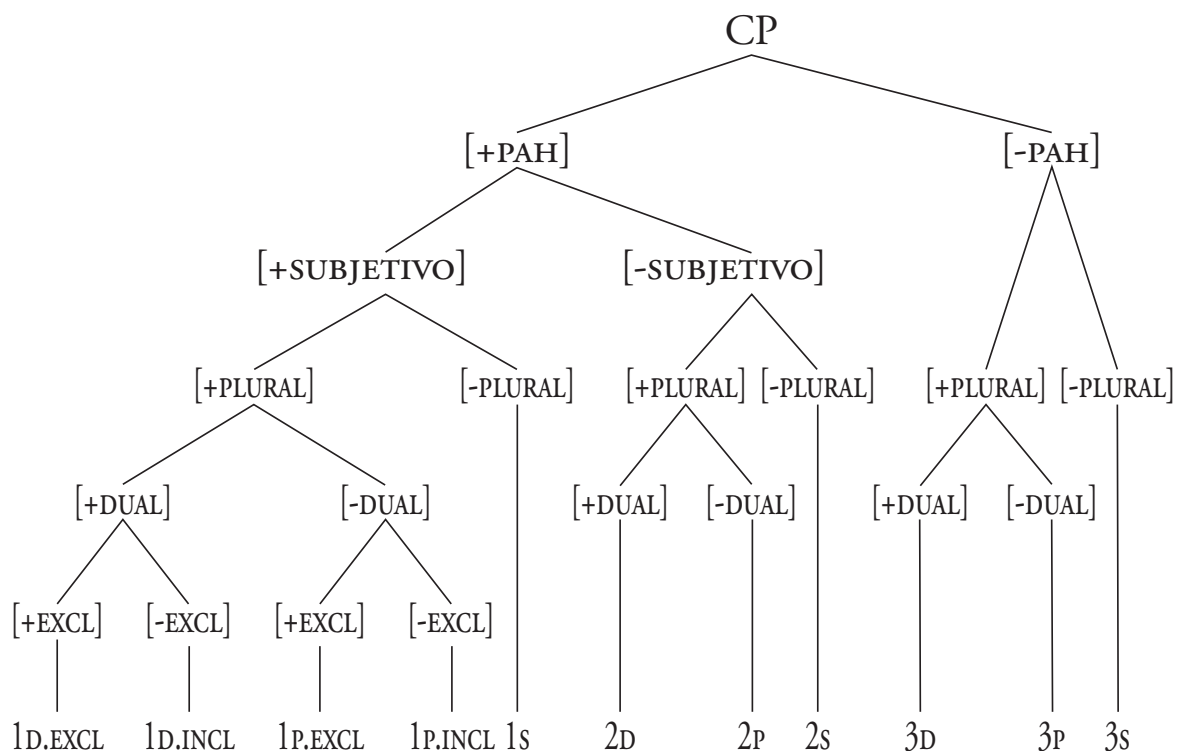 CP
[+PAH] [-PAH]
[+SUBJETIVO] [-SUBJETIVO]
[+PLURAL] [-PLURAL] [+PLURAL] [-PLURAL] [+PLURAL] [-PLURAL]
[+DUAL] [-DUAL] [+DUAL] [-DUAL] [+DUAL] [-DUAL]
[+EXCL] [-EXCL] [+EXCL] [-EXCL]
1D.EXCL 1D.INCL 1P.EXCL 1P.INCL 1S 2D 2P 2S 3D 3P 3S